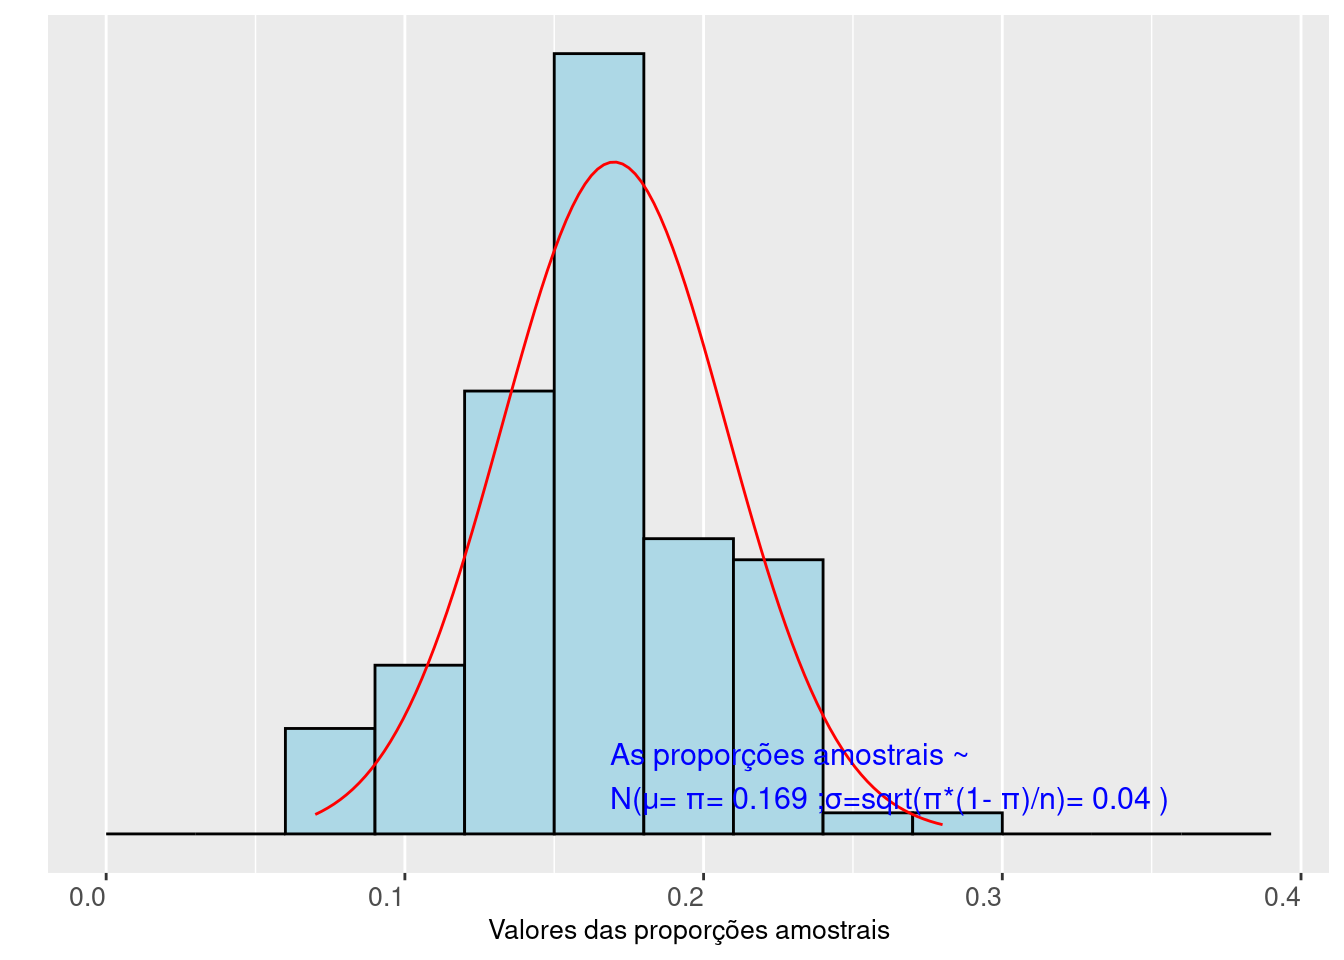 As proporções amostrais ~
N(μ= π= 0.169 ;σ=sqrt(π*(1- π)/n)= 0.04 )
0.0 0.1 0.2 0.3 0.4
Valores das proporções amostrais